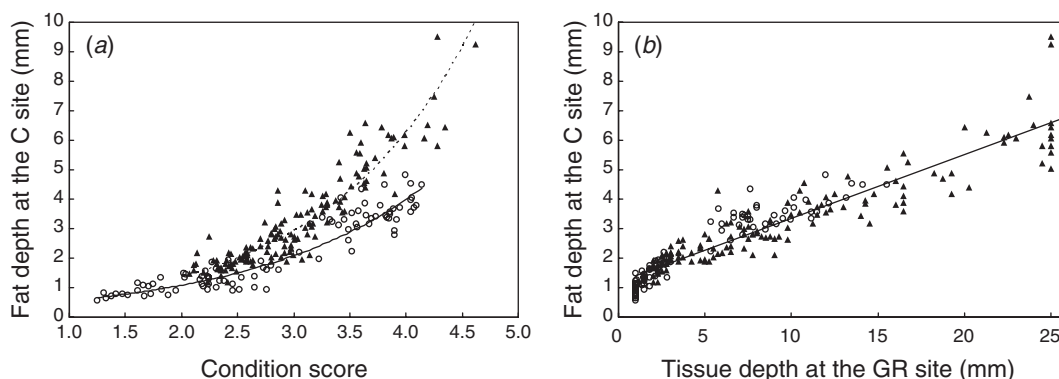 (a)
Fat depth at the C site (mm)
10
9
8
7
6
5
4
3
2
1
0
1.0 1.5 2.0 2.5 3.0 3.5 4.0 4.5 5.0
Condition score
(b)
Fat depth at the C site (mm)
10
9
8
7
6
5
4
3
2
1
0
0 5 10 15 20 25
Tissue depth at the GR site (mm)